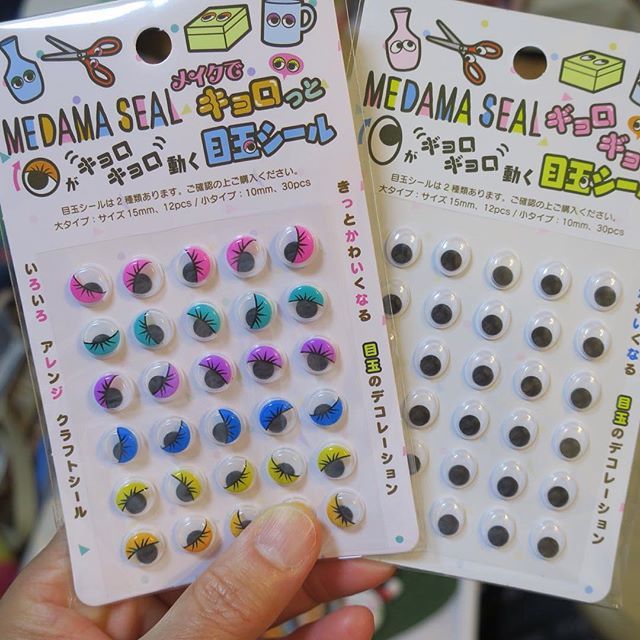 MEDAMA SEAL
メイクで
キョロっと
目玉シール
が ギョロ ギョロ 動く
目玉シールは2種類あります。ご確認の上ご購入ください。
大タイプ:サイズ15mm、12pcs / 小タイプ:10mm、30pcs
いろいろ アレンジ クラフトシール
きっとかわいくなる 目玉のデコレーション
MEDAMA SEAL
ギョロ
ギョ
目玉シール
が ギョロ ギョロ 動く
目玉シールは2種類あります。ご確認の上ご購入ください。
大タイプ:サイズ15mm、12pcs / 小タイプ:10mm、30pcs
わいくなる 目玉のデコレーション